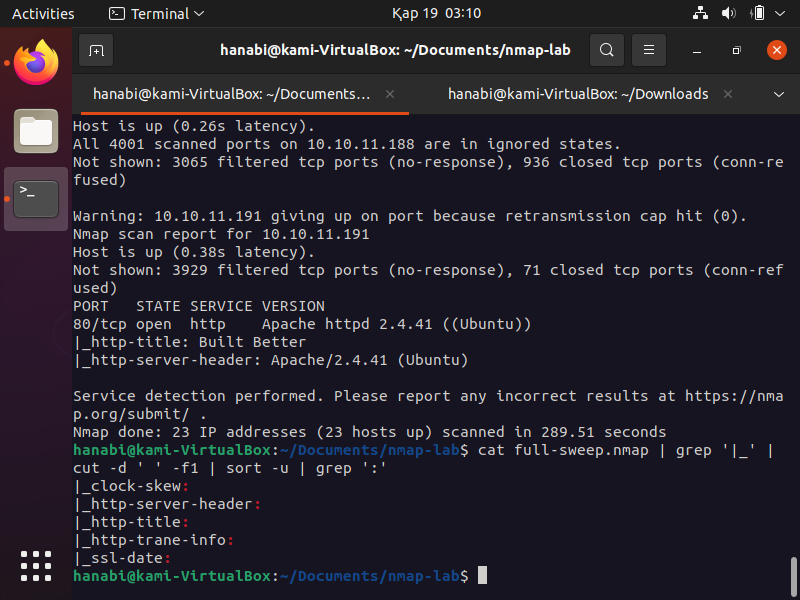 Activities
Terminal
Қар 19 03:10
hanabi@kami-VirtualBox: ~/Documents/nmap-lab
hanabi@kami-VirtualBox: ~/Documents...
hanabi@kami-VirtualBox: ~/Downloads
Host is up (0.26s latency).
All 4001 scanned ports on 10.10.11.188 are in ignored states.
Not shown: 3065 filtered tcp ports (no-response), 936 closed tcp ports (conn-re
fused)
Warning: 10.10.11.191 giving up on port because retransmission cap hit (0).
Nmap scan report for 10.10.11.191
Host is up (0.38s latency).
Not shown: 3929 filtered tcp ports (no-response), 71 closed tcp ports (conn-ref
used)
PORT   STATE SERVICE VERSION
80/tcp open  http    Apache httpd 2.4.41 ((Ubuntu))
|_http-title: Built Better
|_http-server-header: Apache/2.4.41 (Ubuntu)
Service detection performed. Please report any incorrect results at https://nma
p.org/submit/ .
Nmap done: 23 IP addresses (23 hosts up) scanned in 289.51 seconds
hanabi@kami-VirtualBox:~/Documents/nmap-lab$ cat full-sweep.nmap | grep '|_' |
cut -d ' ' -f1 | sort -u | grep ':'
|_clock-skew:
|_http-server-header:
|_http-title:
|_http-trane-info:
|_ssl-date:
hanabi@kami-VirtualBox:~/Documents/nmap-lab$